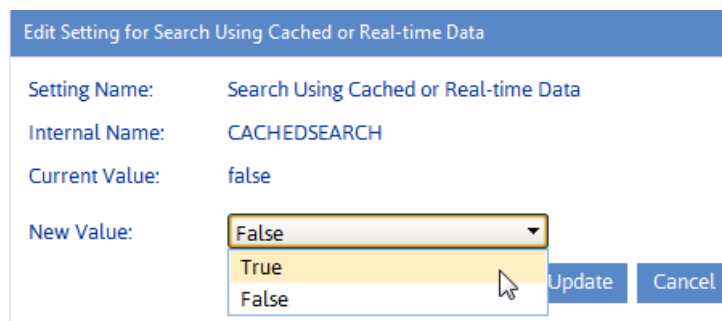 Edit Setting for Search Using Cached or Real-time Data
Setting Name: Search Using Cached or Real-time Data
Internal Name: CACHEDSEARCH
Current Value: false
New Value: False
True
False
Update Cancel